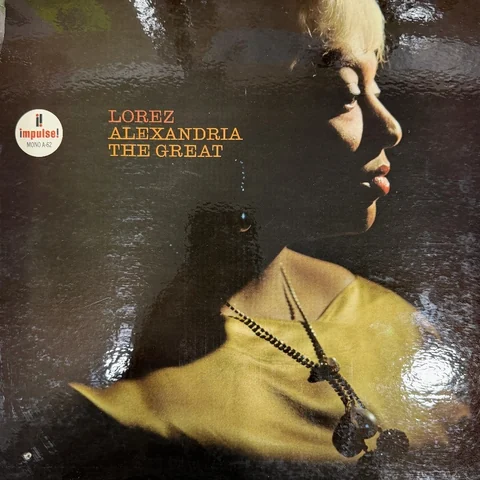 i!
impulse!
MONO A-62
LOREZ
ALEXANDRIA
THE GREAT